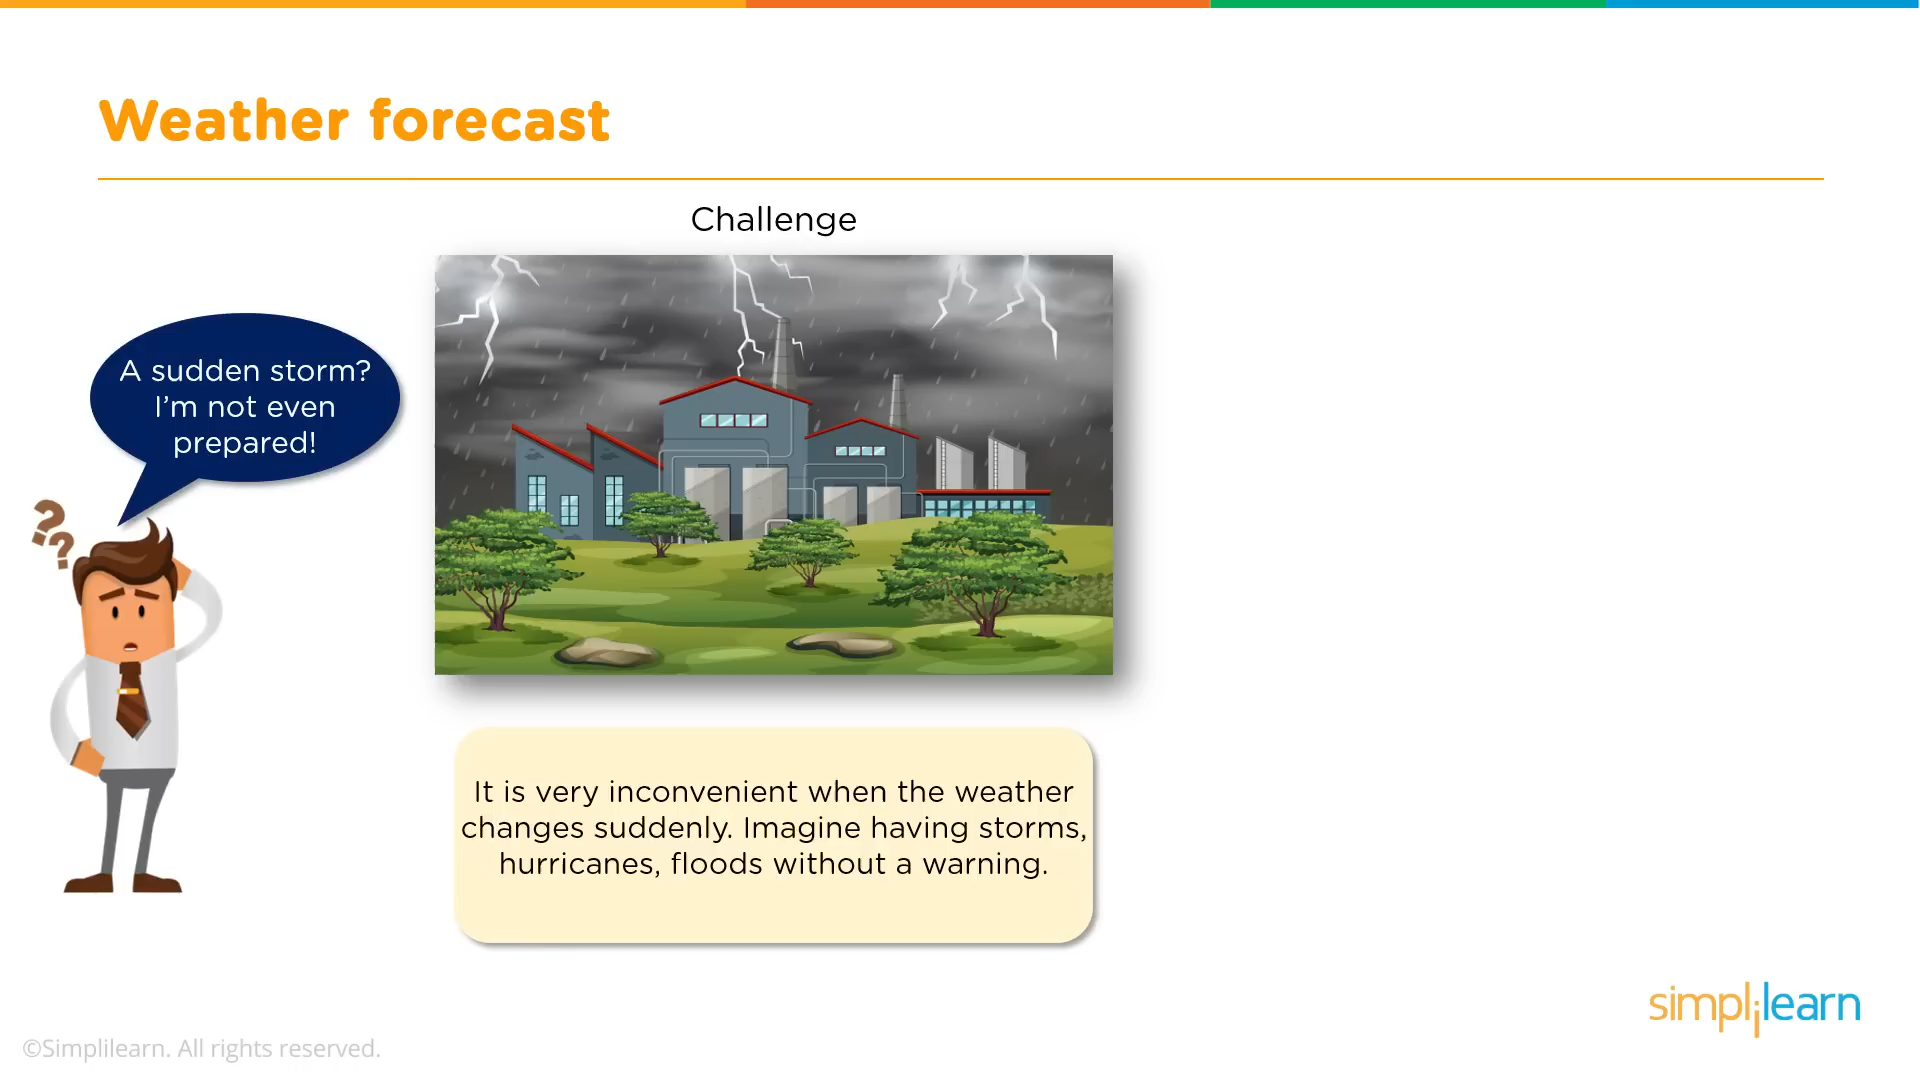 Weather forecast
Challenge
A sudden storm?
I'm not even
prepared!
It is very inconvenient when the weather
changes suddenly. Imagine having storms,
hurricanes, floods without a warning.
simplilearn
©Simplilearn. All rights reserved.